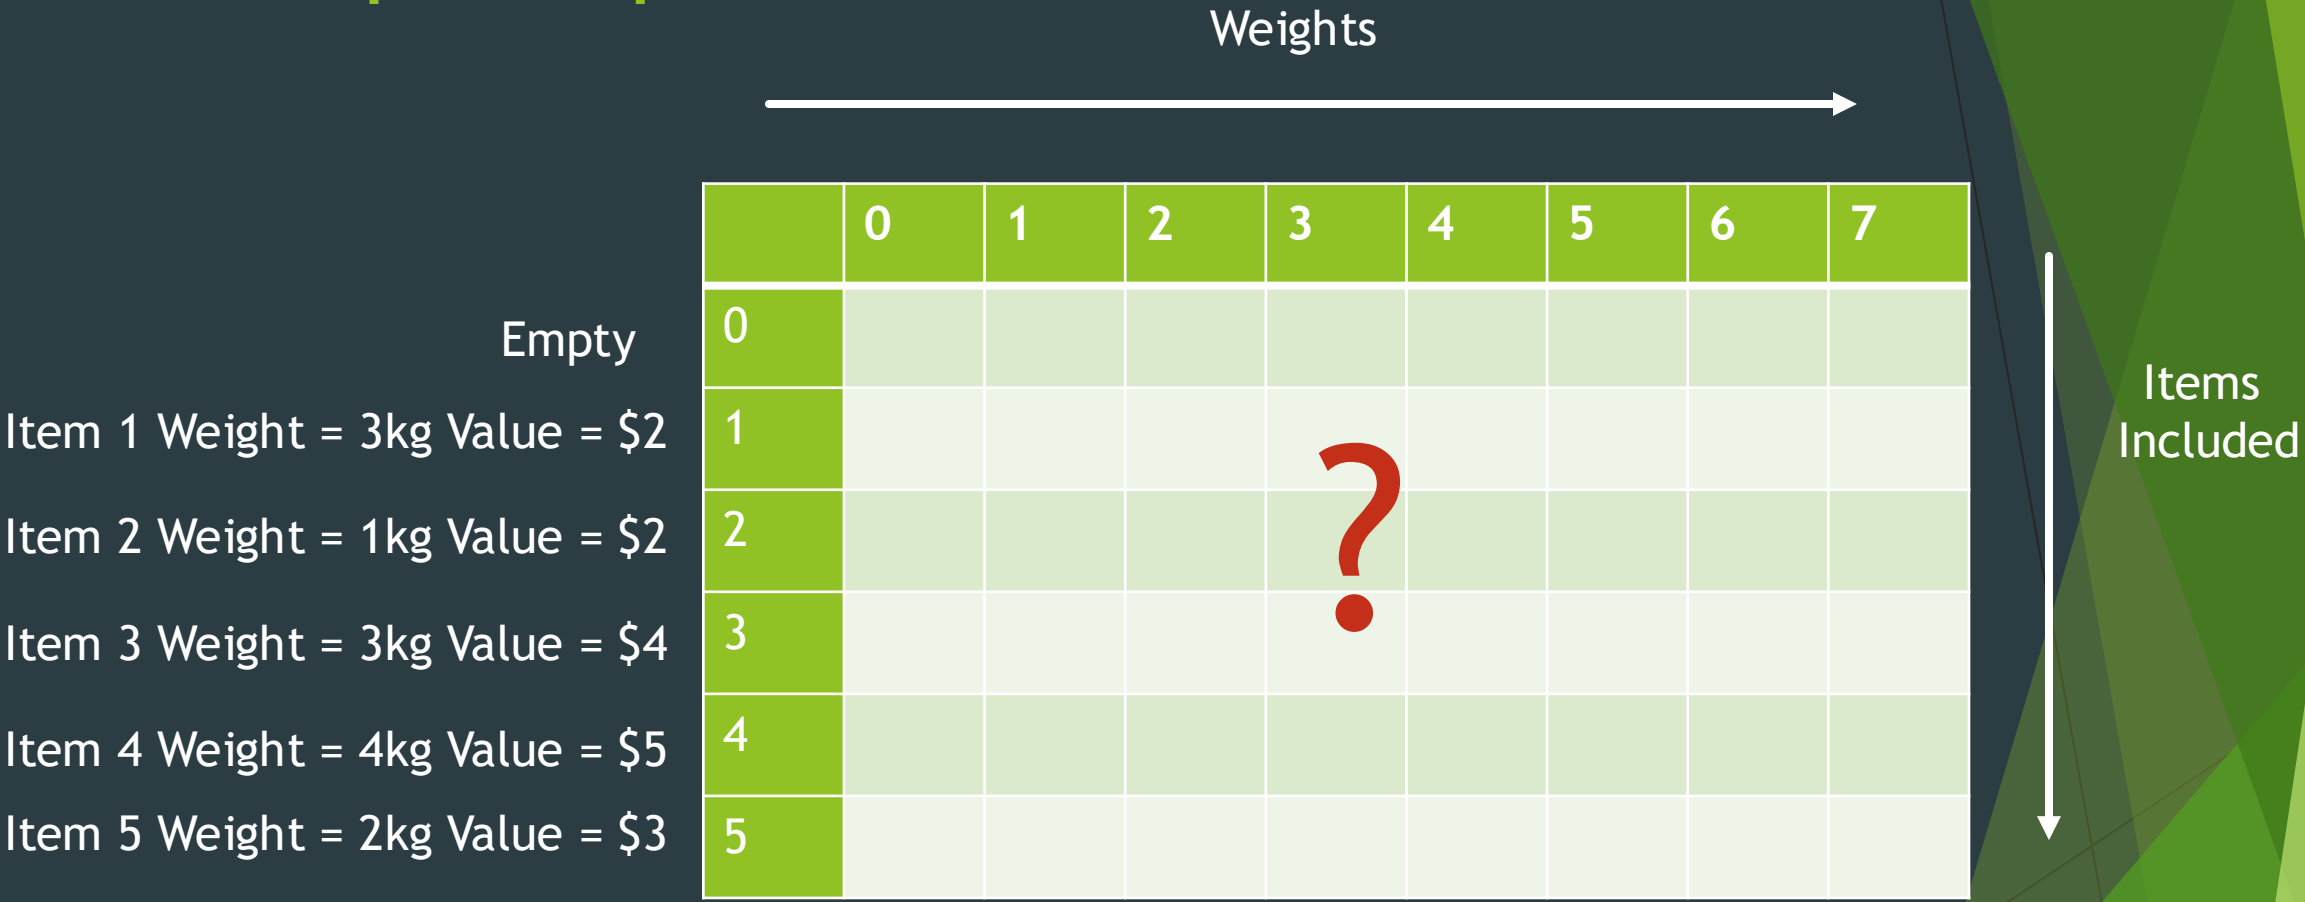 Weights
0 1 2 3 4 5 6 7
Empty 0
Item 1 Weight = 3kg Value = $2 1
Item 2 Weight = 1kg Value = $2 2
Item 3 Weight = 3kg Value = $4 3
Item 4 Weight = 4kg Value = $5 4
Item 5 Weight = 2kg Value = $3 5
?
Items
Included